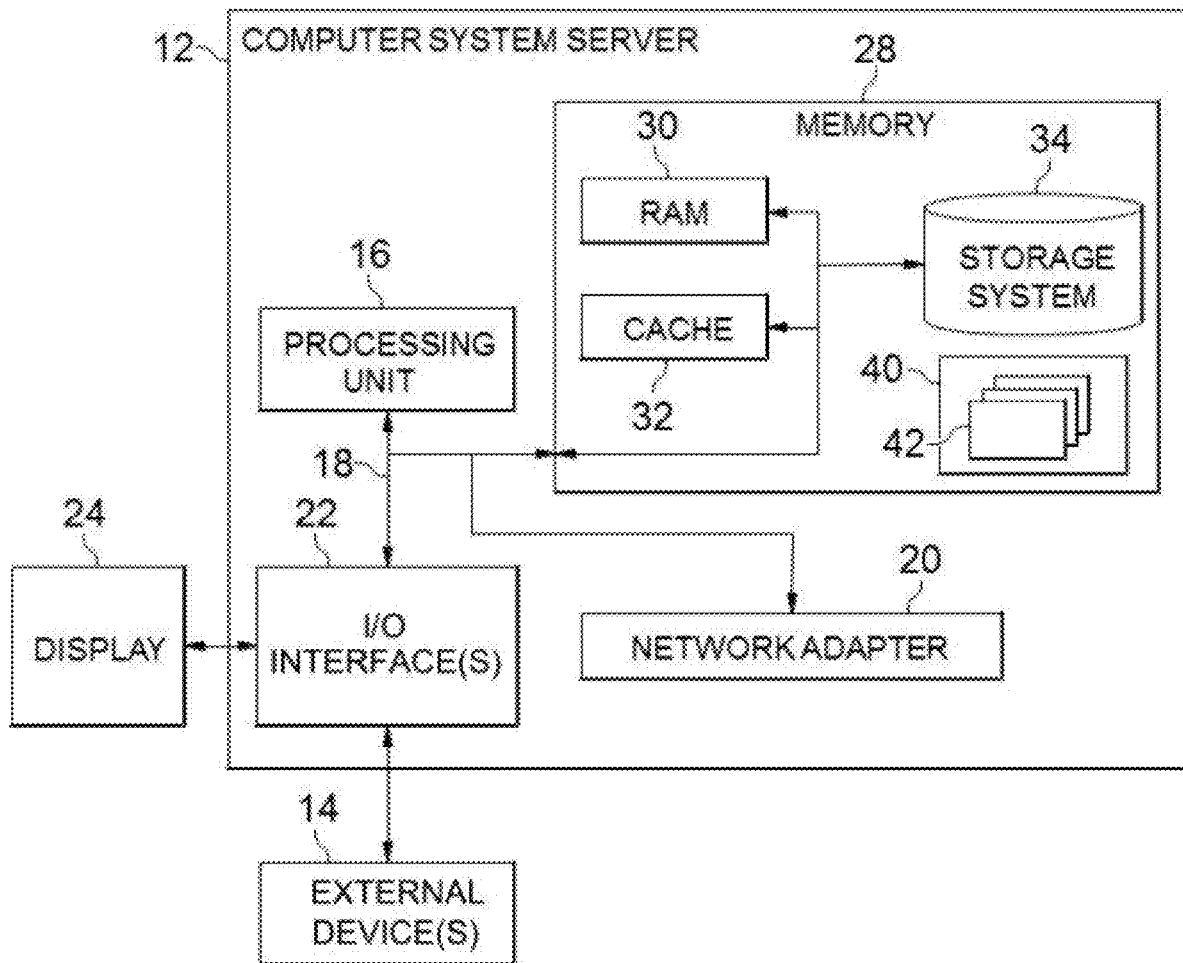 12
COMPUTER SYSTEM SERVER
28
MEMORY
30
RAM
34
STORAGE
SYSTEM
16
PROCESSING
UNIT
CACHE
32
40
42
18
24
22
DISPLAY
I/O
INTERFACE(S)
20
NETWORK ADAPTER
14
EXTERNAL
DEVICE(S)